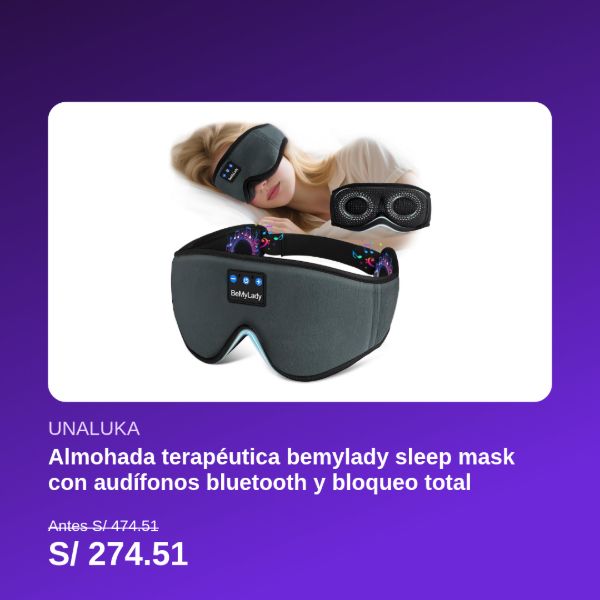 BeMyLady
UNALUKA
Almohada terapéutica bemylady sleep mask
con audífonos bluetooth y bloqueo total
Antes S/ 474.51
S/ 274.51